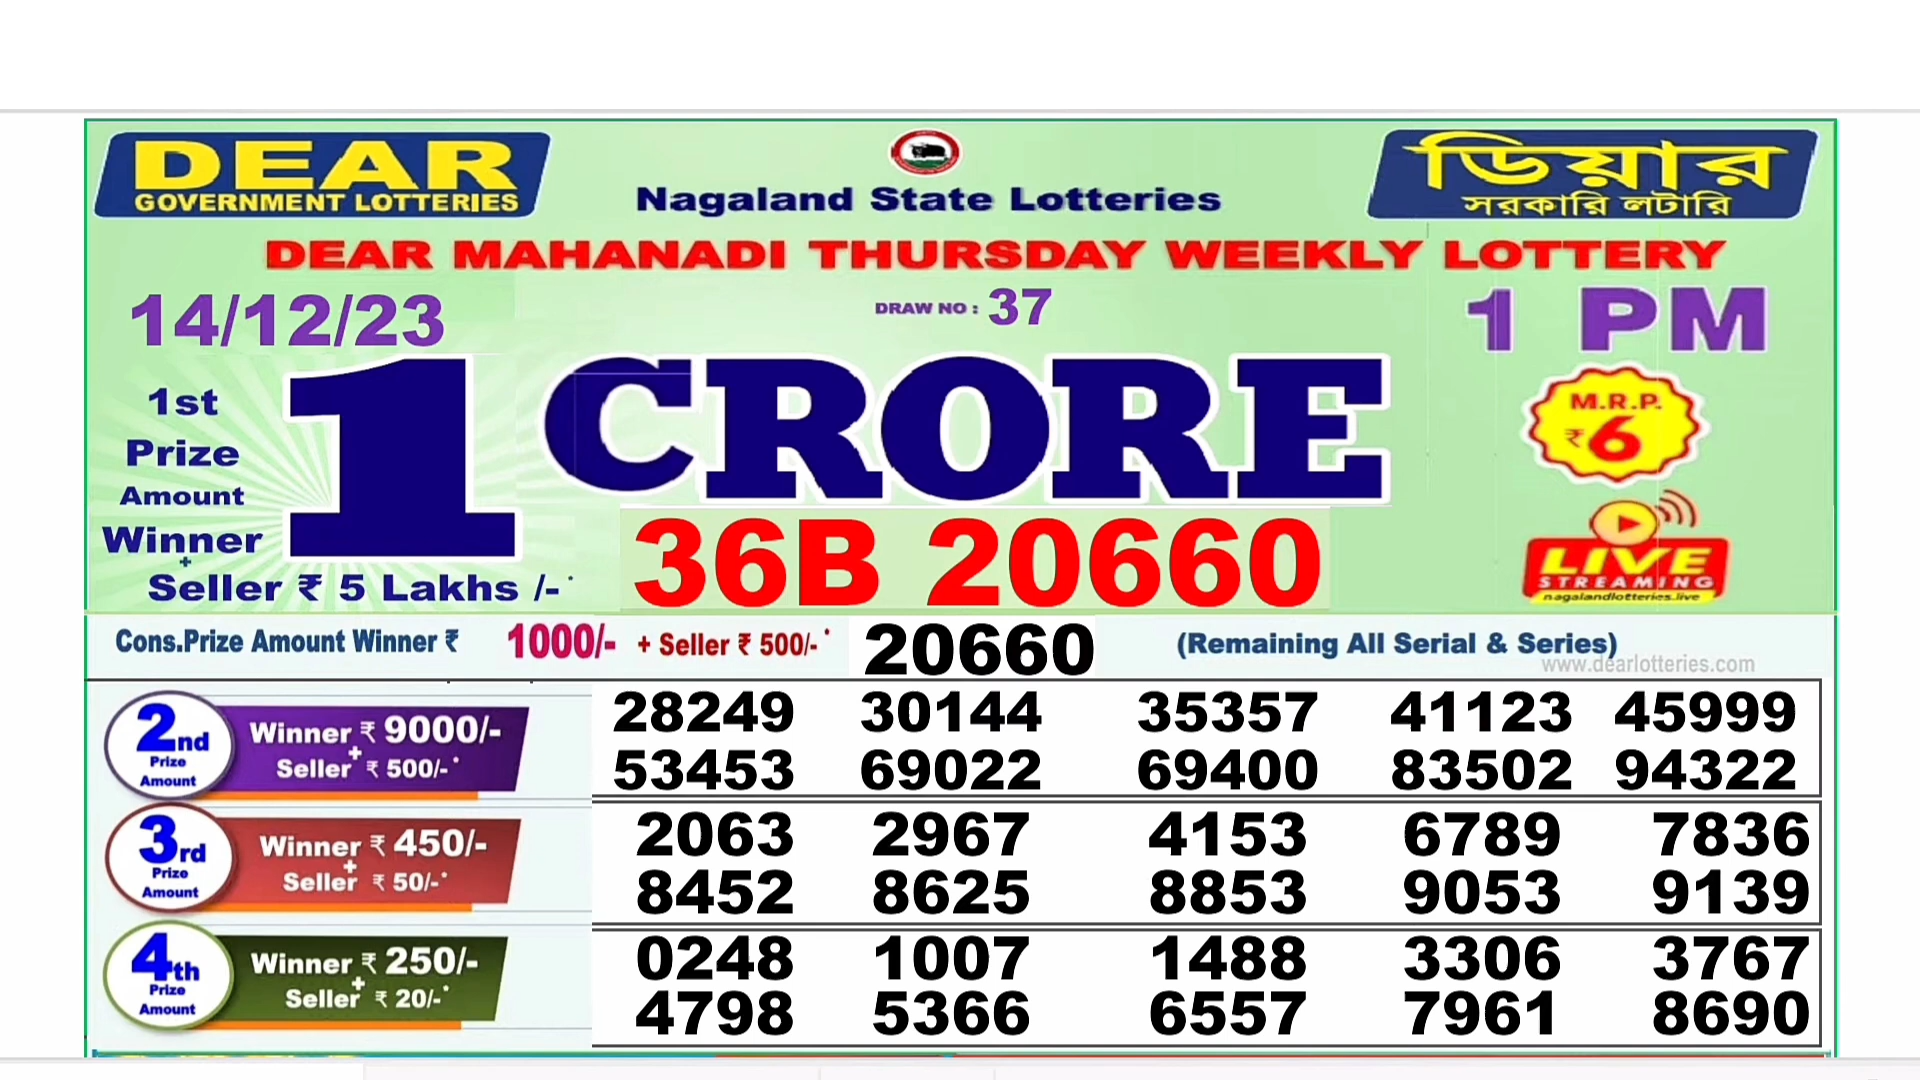 DEAR
GOVERNMENT LOTTERIES
Nagaland State Lotteries
ডিয়ার
সরকারি লটারি
DEAR MAHANADI THURSDAY WEEKLY LOTTERY
14/12/23
DRAW NO : 37
1 PM
1st
Prize
Amount
Winner
+
Seller ₹ 5 Lakhs /-*
1 CRORE
36B 20660
M.R.P.
₹ 6
LIVE
STREAMING
nagalandlotteries.live
Cons.Prize Amount Winner ₹ 1000/- + Seller ₹ 500/-* 20660 (Remaining All Serial & Series)
www.dearlotteries.com
2nd
Prize
Amount
Winner ₹ 9000/-
+
Seller ₹ 500/-*
28249 30144 35357 41123 45999
53453 69022 69400 83502 94322
3rd
Prize
Amount
Winner ₹ 450/-
+
Seller ₹ 50/-*
2063 2967 4153 6789 7836
8452 8625 8853 9053 9139
4th
Prize
Amount
Winner ₹ 250/-
+
Seller ₹ 20/-*
0248 1007 1488 3306 3767
4798 5366 6557 7961 8690